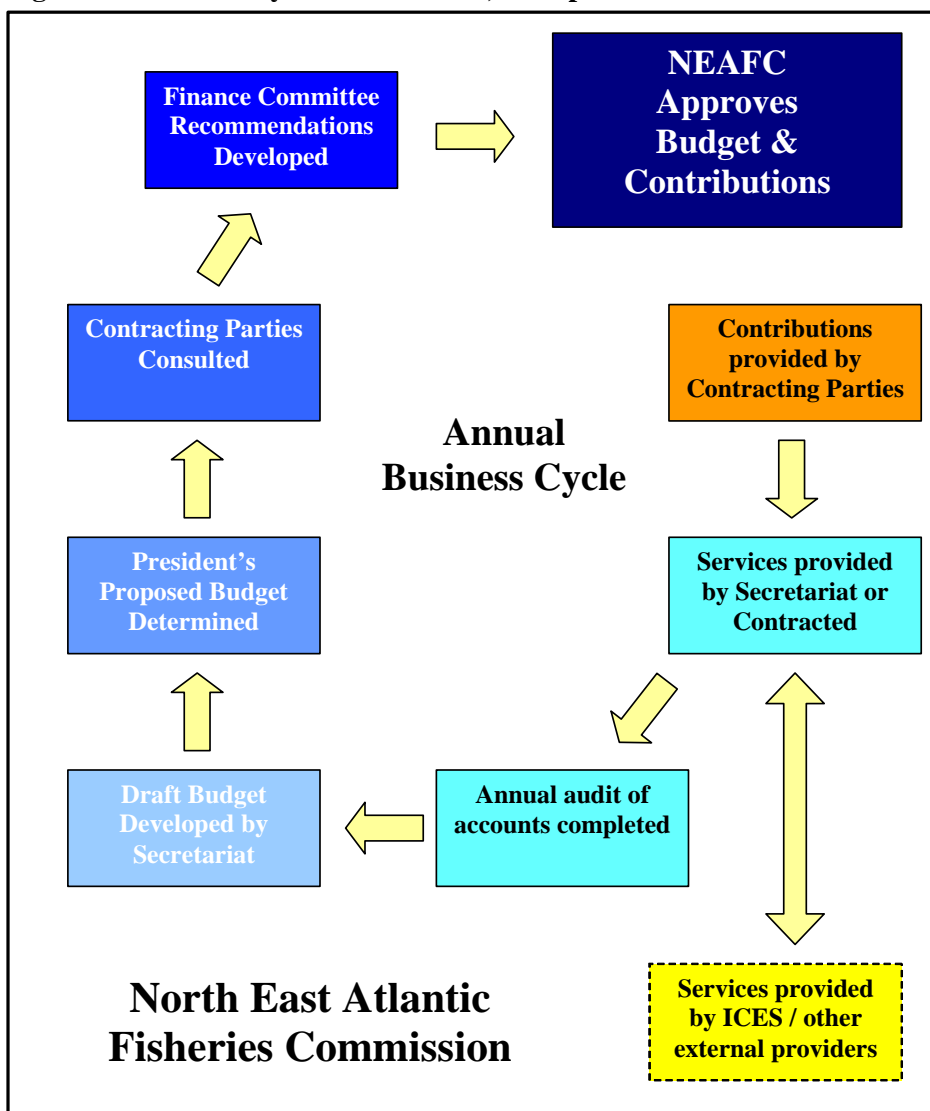 NEAFC
Approves
Budget &
Contributions
Finance Committee
Recommendations
Developed
Contracting Parties
Consulted
Contributions
provided by
Contracting Parties
Annual
Business Cycle
President’s
Proposed Budget
Determined
Services provided
by Secretariat or
Contracted
Draft Budget
Developed by
Secretariat
Annual audit of
accounts completed
North East Atlantic
Fisheries Commission
Services provided
by ICES / other
external providers